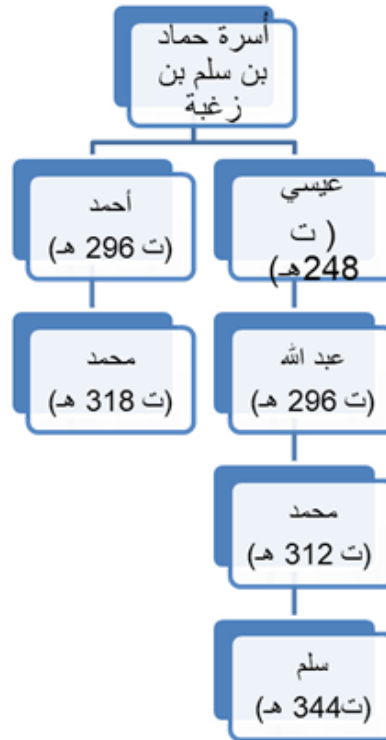 أسرة حماد
بن سلم بن
زغبة
عيسي
( ت
248هـ)
أحمد
(ت 296 هـ)
عبد الله
(ت 296 هـ)
محمد
(ت 318 هـ)
محمد
(ت 312 هـ)
سلم
(ت344 هـ)